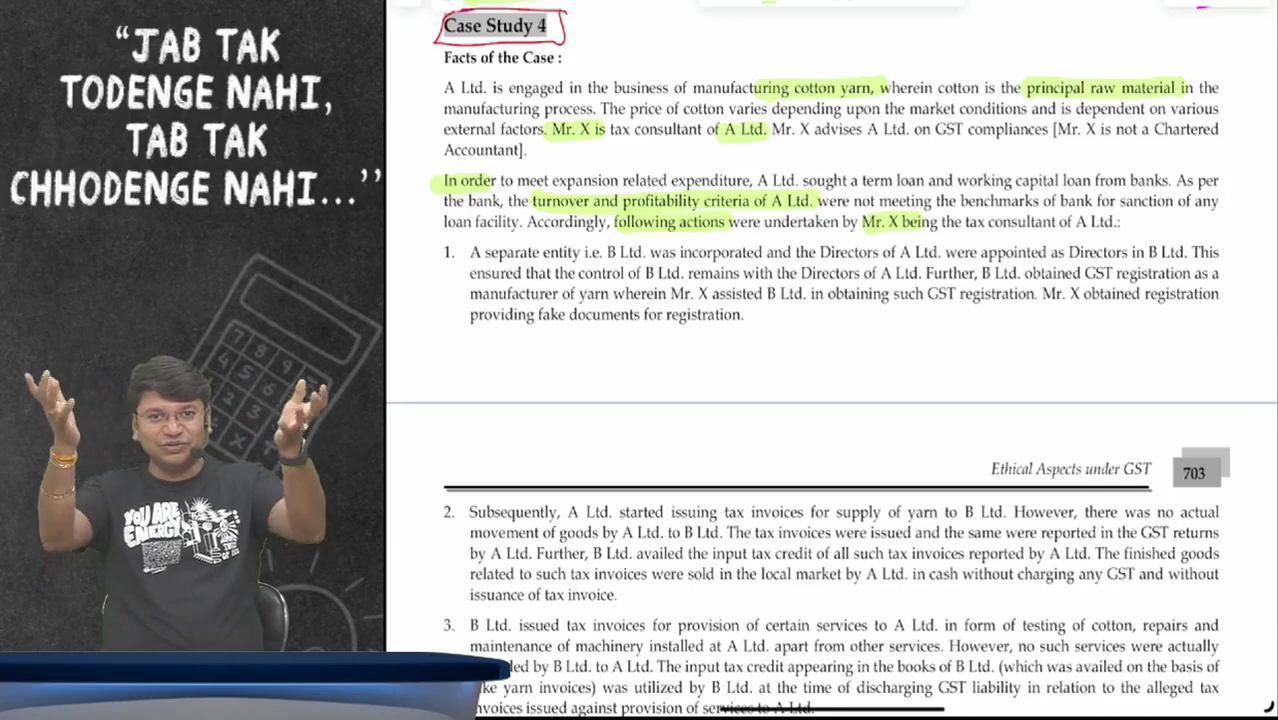 “JAB TAK
TODENGE NAHI,
TAB TAK
CHHODENGE NAHI...’’
YOU ARE
ENERGY
Case Study 4
Facts of the Case :
A Ltd. is engaged in the business of manufacturing cotton yarn, wherein cotton is the principal raw material in the
manufacturing process. The price of cotton varies depending upon the market conditions and is dependent on various
external factors. Mr. X is tax consultant of A Ltd. Mr. X advises A Ltd. on GST compliances [Mr. X is not a Chartered
Accountant].
In order to meet expansion related expenditure, A Ltd. sought a term loan and working capital loan from banks. As per
the bank, the turnover and profitability criteria of A Ltd. were not meeting the benchmarks of bank for sanction of any
loan facility. Accordingly, following actions were undertaken by Mr. X being the tax consultant of A Ltd.:
1. A separate entity i.e. B Ltd. was incorporated and the Directors of A Ltd. were appointed as Directors in B Ltd. This
ensured that the control of B Ltd. remains with the Directors of A Ltd. Further, B Ltd. obtained GST registration as a
manufacturer of yarn wherein Mr. X assisted B Ltd. in obtaining such GST registration. Mr. X obtained registration
providing fake documents for registration.
Ethical Aspects under GST 703
2. Subsequently, A Ltd. started issuing tax invoices for supply of yarn to B Ltd. However, there was no actual
movement of goods by A Ltd. to B Ltd. The tax invoices were issued and the same were reported in the GST returns
by A Ltd. Further, B Ltd. availed the input tax credit of all such tax invoices reported by A Ltd. The finished goods
related to such tax invoices were sold in the local market by A Ltd. in cash without charging any GST and without
issuance of tax invoice.
3. B Ltd. issued tax invoices for provision of certain services to A Ltd. in form of testing of cotton, repairs and
maintenance of machinery installed at A Ltd. apart from other services. However, no such services were actually
by B Ltd. to A Ltd. The input tax credit appearing in the books of B Ltd. (which was availed on the basis of
yarn invoices) was utilized by B Ltd. at the time of discharging GST liability in relation to the alleged tax
nvoices issued against provision of services to A Ltd.